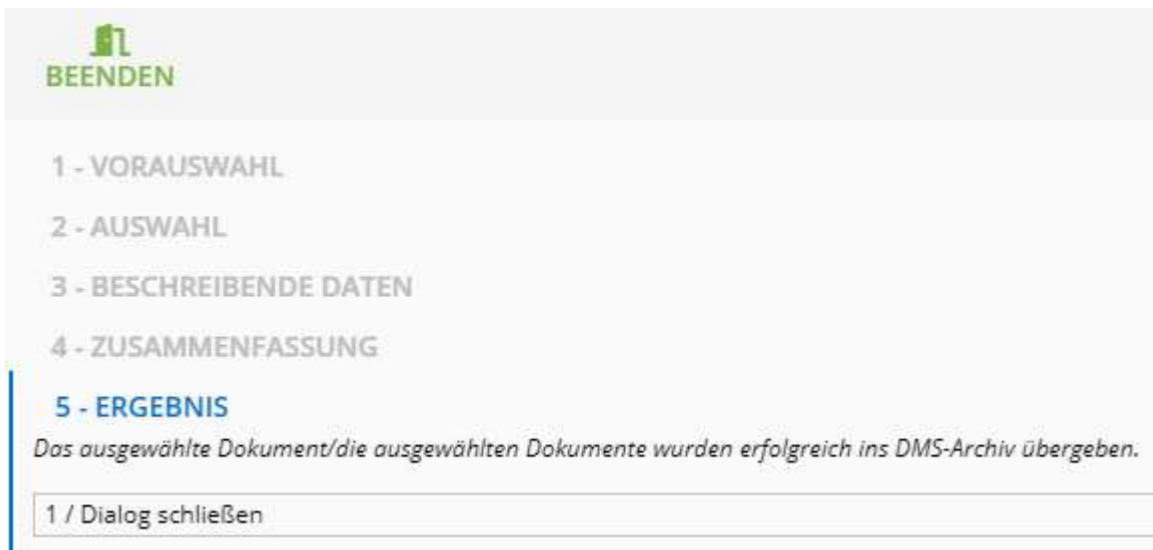 BEENDEN
1 - VORAUSWAHL
2 - AUSWAHL
3 - BESCHREIBENDE DATEN
4 - ZUSAMMENFASSUNG
5 - ERGEBNIS
Das ausgewählte Dokument/die ausgewählten Dokumente wurden erfolgreich ins DMS-Archiv übergeben.
1 / Dialog schließen